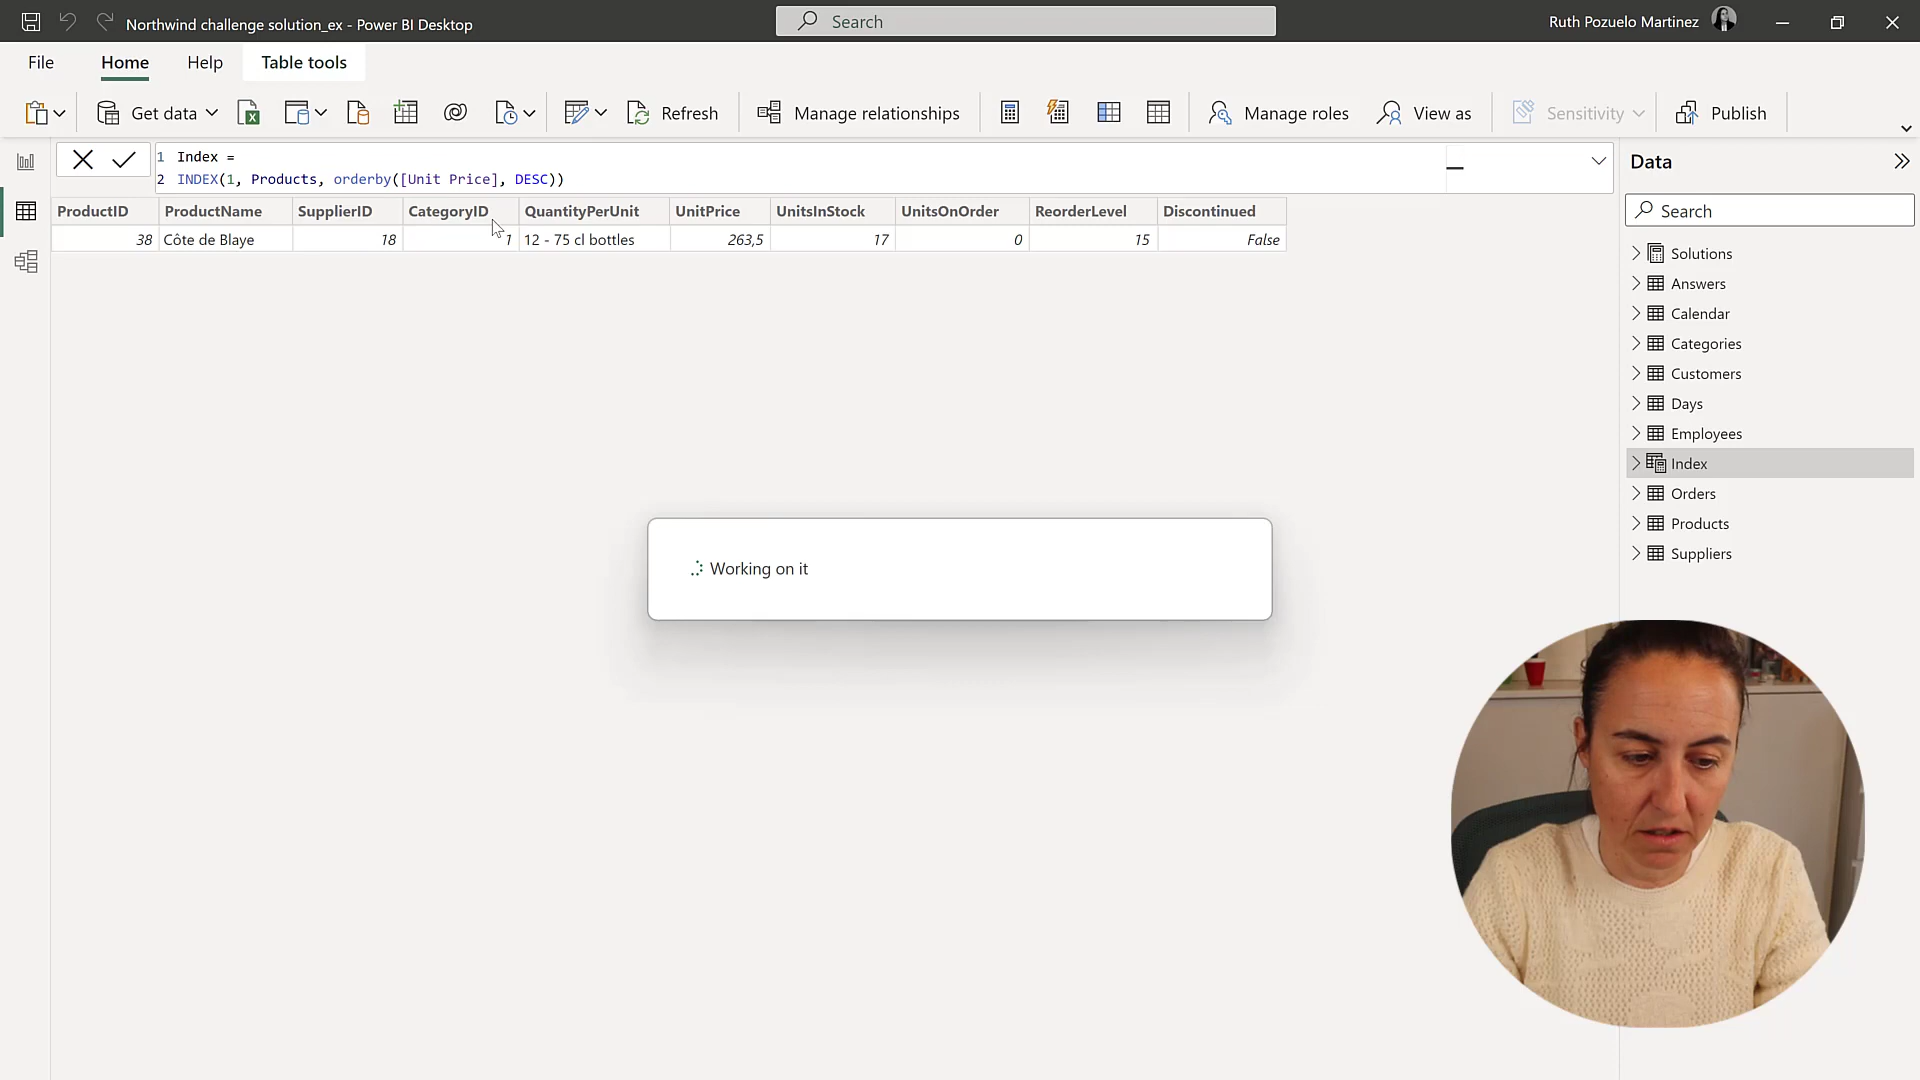 Northwind challenge solution_ex - Power BI Desktop
Search
Ruth Pozuelo Martinez
File
Home
Help
Table tools
Get data
Refresh
Manage relationships
Manage roles
View as
Sensitivity
Publish
1 Index =
2 INDEX(1, Products, orderby([Unit Price], DESC))
ProductID ProductName SupplierID CategoryID QuantityPerUnit UnitPrice UnitsInStock UnitsOnOrder ReorderLevel Discontinued
38 Côte de Blaye 18 1 12 - 75 cl bottles 263,5 17 0 15 False
Working on it
Data
Search
Solutions
Answers
Calendar
Categories
Customers
Days
Employees
Index
Orders
Products
Suppliers